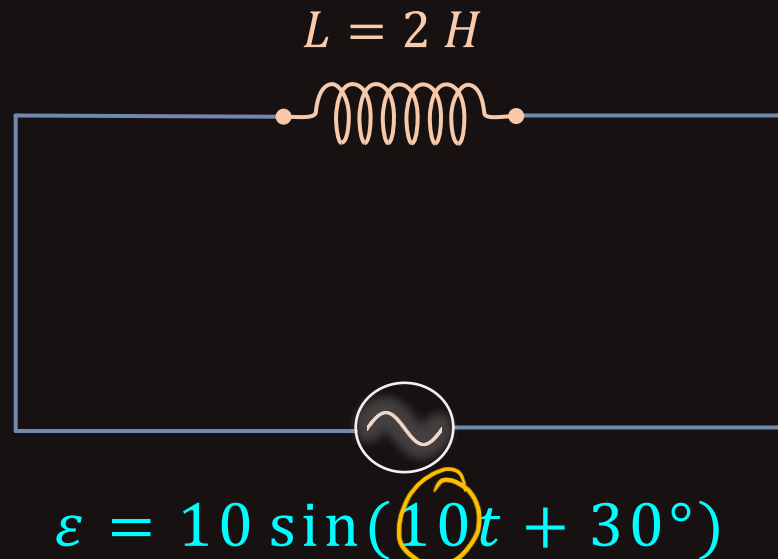 L = 2 H
ε = 10 sin(10t + 30°)